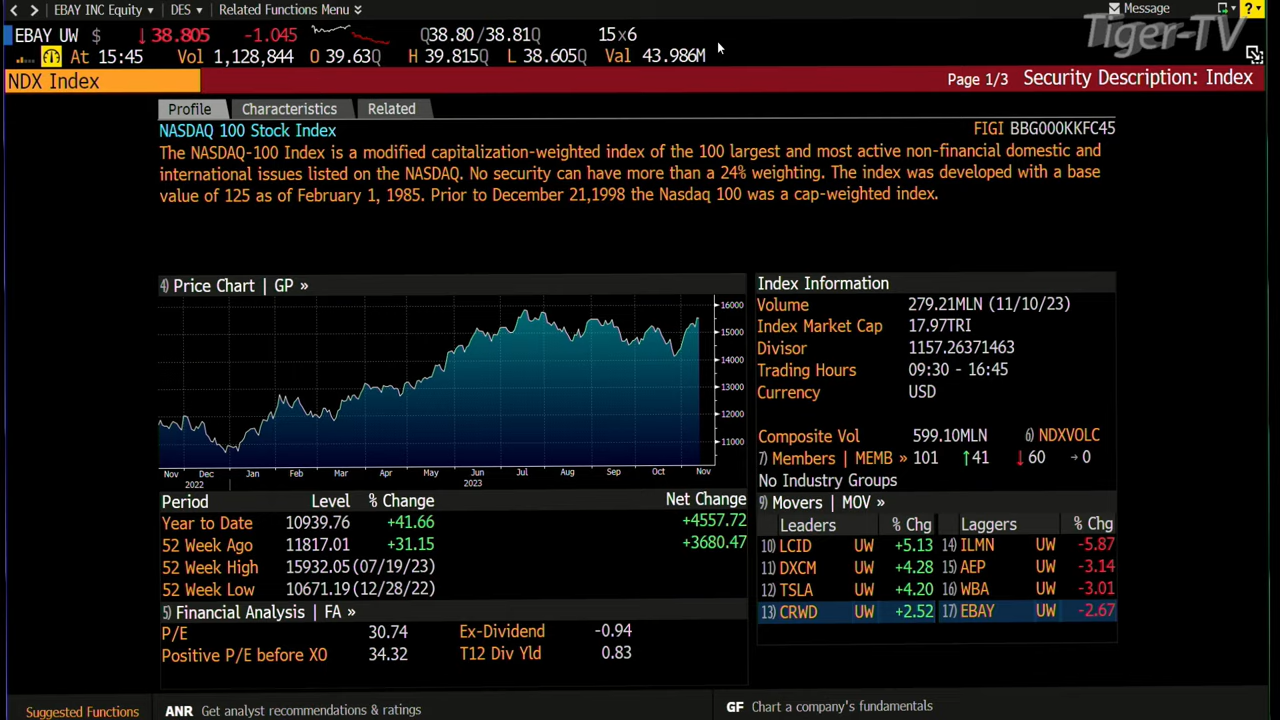 EBAY INC Equity DES Related Functions Menu Message
Tiger-TV
EBAY UW $ ↓38.805 -1.045 Q38.80/38.81Q 15x6
At 15:45 Vol 1,128,844 O 39.63Q H 39.815Q L 38.605Q Val 43.986M
NDX Index Page 1/3 Security Description: Index
Profile Characteristics Related
NASDAQ 100 Stock Index FIGI BBG000KKFC45
The NASDAQ-100 Index is a modified capitalization-weighted index of the 100 largest and most active non-financial domestic and
international issues listed on the NASDAQ. No security can have more than a 24% weighting. The index was developed with a base
value of 125 as of February 1, 1985. Prior to December 21,1998 the Nasdaq 100 was a cap-weighted index.
4) Price Chart | GP »
16000
15000
14000
13000
12000
11000
Nov Dec Jan Feb Mar Apr May Jun Jul Aug Sep Oct Nov
2022 2023
Index Information
Volume 279.21MLN (11/10/23)
Index Market Cap 17.97TRI
Divisor 1157.26371463
Trading Hours 09:30 - 16:45
Currency USD
Composite Vol 599.10MLN 6) NDXVOLC
7) Members | MEMB » 101 ↑41 ↓60 →0
No Industry Groups
Period Level % Change Net Change
Year to Date 10939.76 +41.66 +4557.72
52 Week Ago 11817.01 +31.15 +3680.47
52 Week High 15932.05 (07/19/23)
52 Week Low 10671.19 (12/28/22)
9) Movers | MOV »
Leaders % Chg Laggers % Chg
10) LCID UW +5.13 14) ILMN UW -5.87
11) DXCM UW +4.28 15) AEP UW -3.14
12) TSLA UW +4.20 16) WBA UW -3.01
13) CRWD UW +2.52 17) EBAY UW -2.67
5) Financial Analysis | FA »
P/E 30.74 Ex-Dividend -0.94
Positive P/E before XO 34.32 T12 Div Yld 0.83
Suggested Functions ANR Get analyst recommendations & ratings GF Chart a company's fundamentals